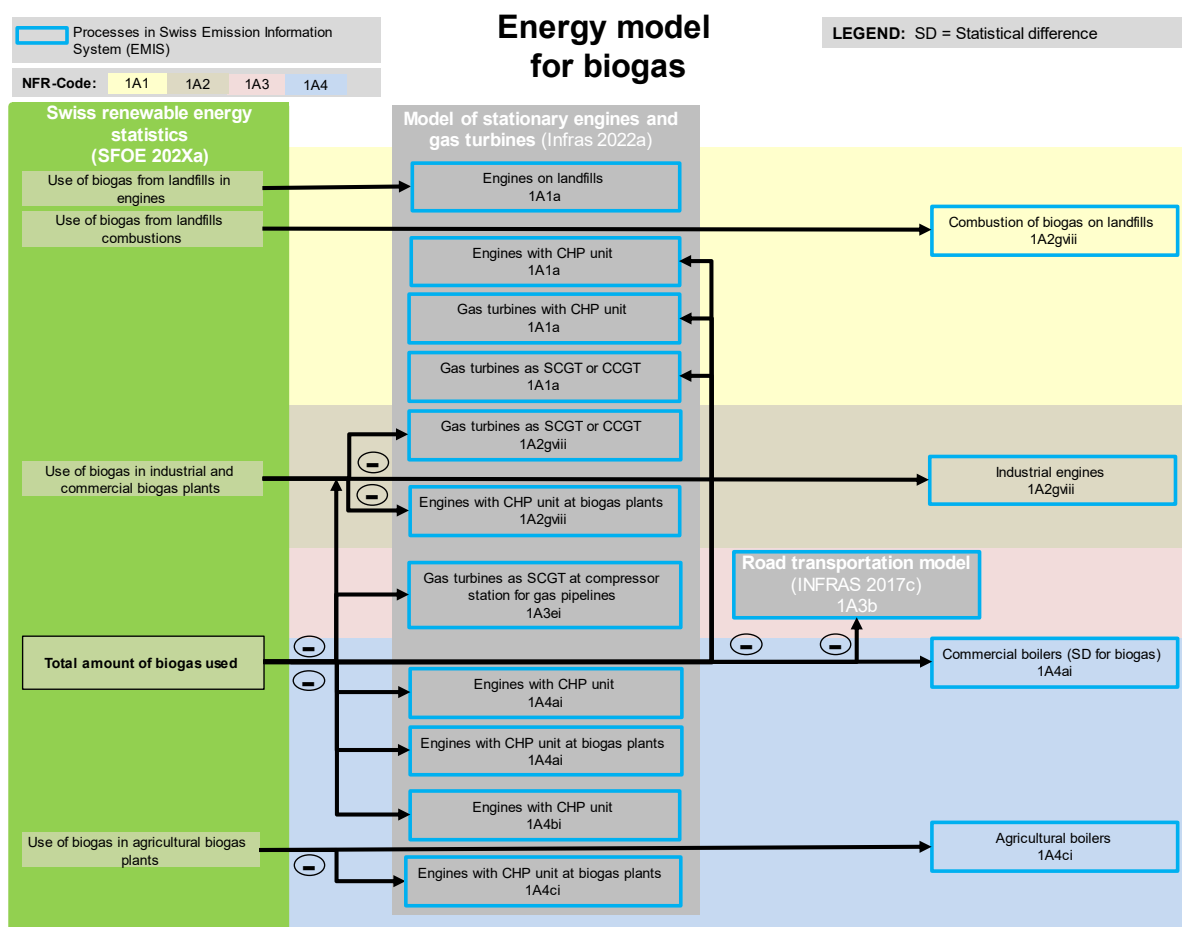 Energy model
for biogas
Processes in Swiss Emission Information
System (EMIS)
LEGEND: SD = Statistical difference
NFR-Code: 1A1 1A2 1A3 1A4
Swiss renewable energy
statistics
(SFOE 202Xa)
Model of stationary engines and
gas turbines (Infras 2022a)
Use of biogas from landfills in
engines
Engines on landfills
1A1a
Use of biogas from landfills
combustions
Combustion of biogas on landfills
1A2gviii
Engines with CHP unit
1A1a
Gas turbines with CHP unit
1A1a
Gas turbines as SCGT or CCGT
1A1a
Gas turbines as SCGT or CCGT
1A2gviii
-
Use of biogas in industrial and
commercial biogas plants
Industrial engines
1A2gviii
-
Engines with CHP unit at biogas plants
1A2gviii
Gas turbines as SCGT at compressor
station for gas pipelines
1A3ei
Road transportation model
(INFRAS 2017c)
1A3b
- - -
Total amount of biogas used
Commercial boilers (SD for biogas)
1A4ai
-
Engines with CHP unit
1A4ai
Engines with CHP unit at biogas plants
1A4ai
Engines with CHP unit
1A4bi
Use of biogas in agricultural biogas
plants
Agricultural boilers
1A4ci
-
Engines with CHP unit at biogas plants
1A4ci